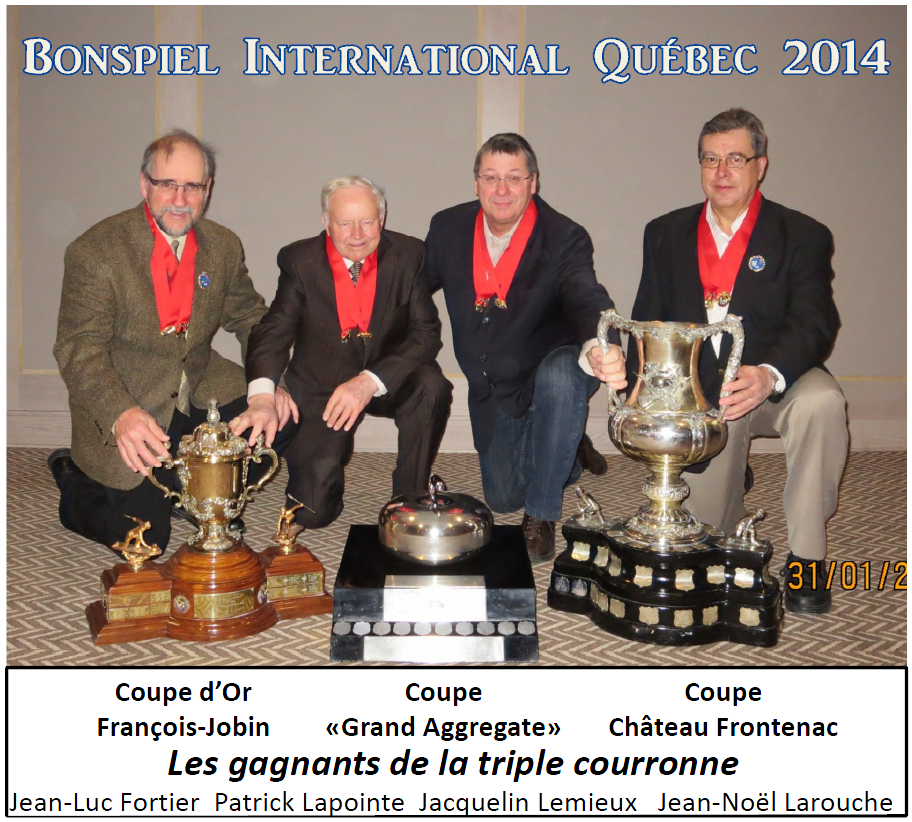 BONSPIEL INTERNATIONAL QUÉBEC 2014
31/01/2
Coupe d'Or Coupe Coupe
François-Jobin «Grand Aggregate» Château Frontenac
Les gagnants de la triple courronne
Jean-Luc Fortier Patrick Lapointe Jacquelin Lemieux Jean-Noël Larouche